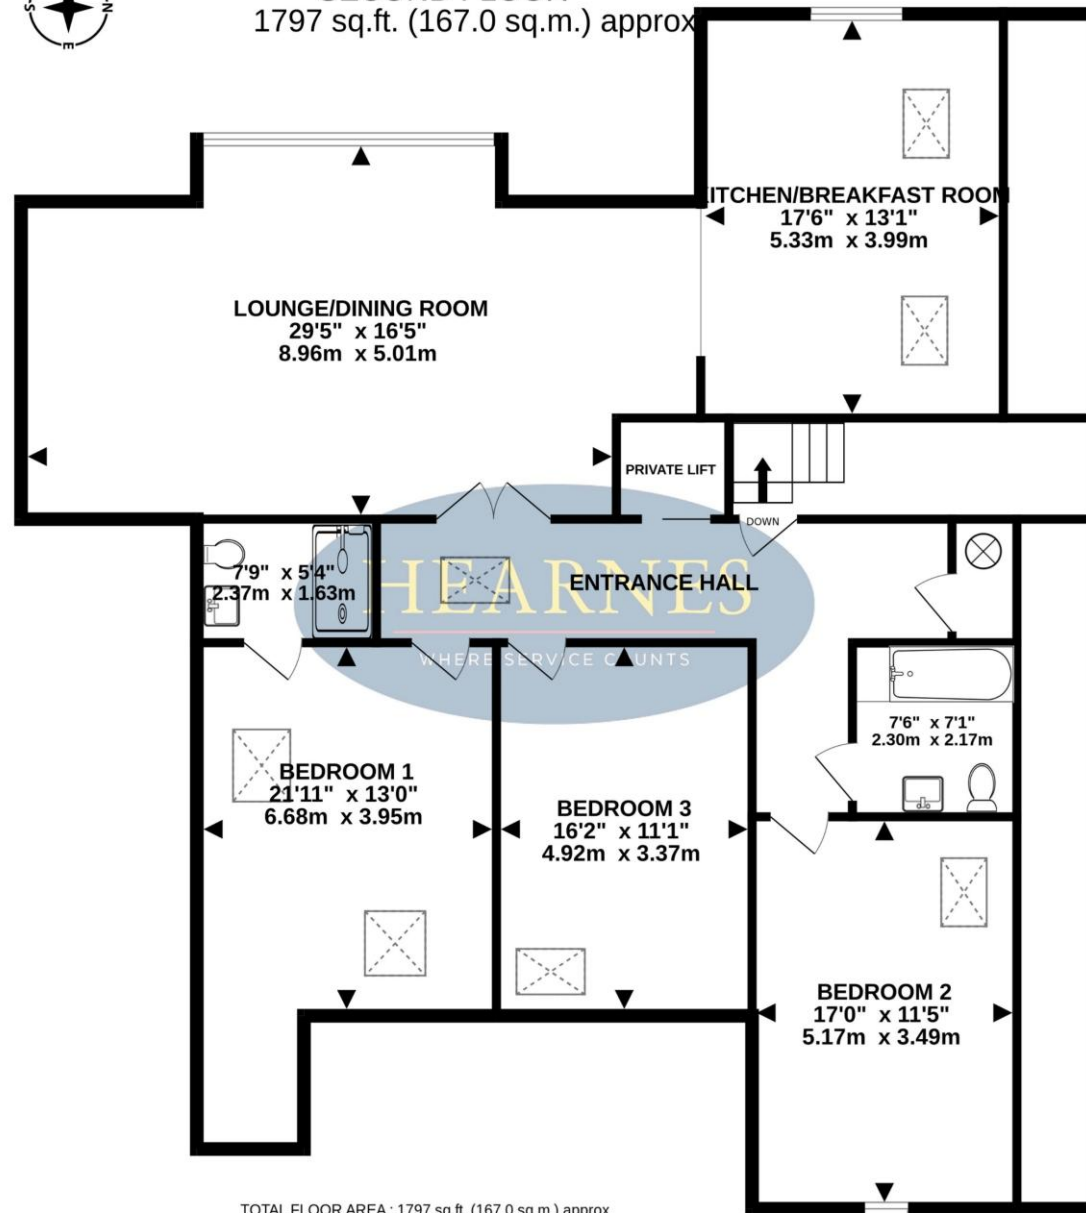 1797 sq.ft. (167.0 sq.m.) approx
N
S
E
KITCHEN/BREAKFAST ROOM
17'6" x 13'1"
5.33m x 3.99m
LOUNGE/DINING ROOM
29'5" x 16'5"
8.96m x 5.01m
PRIVATE LIFT
DOWN
7'9" x 5'4"
2.37m x 1.63m
HEARNES
ENTRANCE HALL
WHERE SERVICE COUNTS
7'6" x 7'1"
2.30m x 2.17m
BEDROOM 1
21'11" x 13'0"
6.68m x 3.95m
BEDROOM 3
16'2" x 11'1"
4.92m x 3.37m
BEDROOM 2
17'0" x 11'5"
5.17m x 3.49m
TOTAL FLOOR AREA : 1797 sq.ft. (167.0 sq.m.) approx.